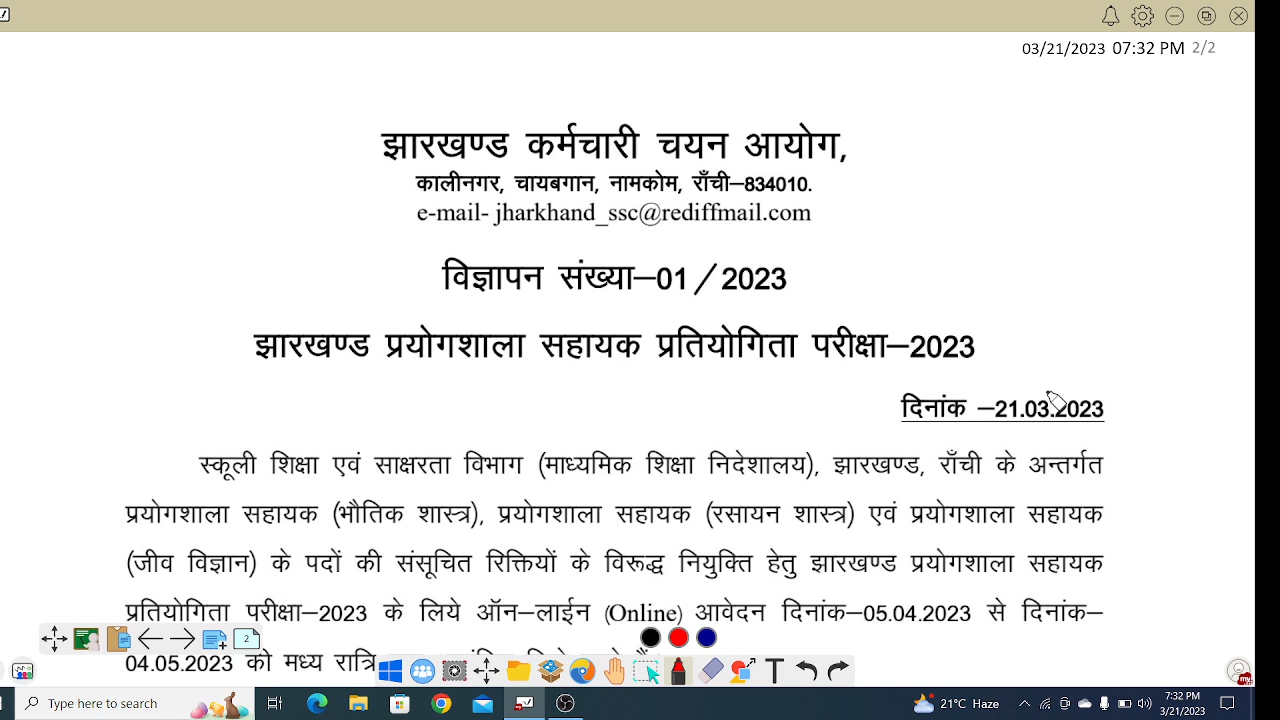 03/21/2023 07:32 PM 2/2
झारखण्ड कर्मचारी चयन आयोग,
कालीनगर, चायबगान, नामकोम, राँची–834010.
e-mail- jharkhand_ssc@rediffmail.com
विज्ञापन संख्या–01/2023
झारखण्ड प्रयोगशाला सहायक प्रतियोगिता परीक्षा–2023
दिनांक –21.03.2023
स्कूली शिक्षा एवं साक्षरता विभाग (माध्यमिक शिक्षा निदेशालय), झारखण्ड, राँची के अन्तर्गत
प्रयोगशाला सहायक (भौतिक शास्त्र), प्रयोगशाला सहायक (रसायन शास्त्र) एवं प्रयोगशाला सहायक
(जीव विज्ञान) के पदों की संसूचित रिक्तियों के विरूद्ध नियुक्ति हेतु झारखण्ड प्रयोगशाला सहायक
प्रतियोगिता परीक्षा–2023 के लिये ऑन–लाईन (Online) आवेदन दिनांक–05.04.2023 से दिनांक–
04.05.2023 को मध्य रात्रि
2
T
Type here to search
21°C Haze
7:32 PM
3/21/2023